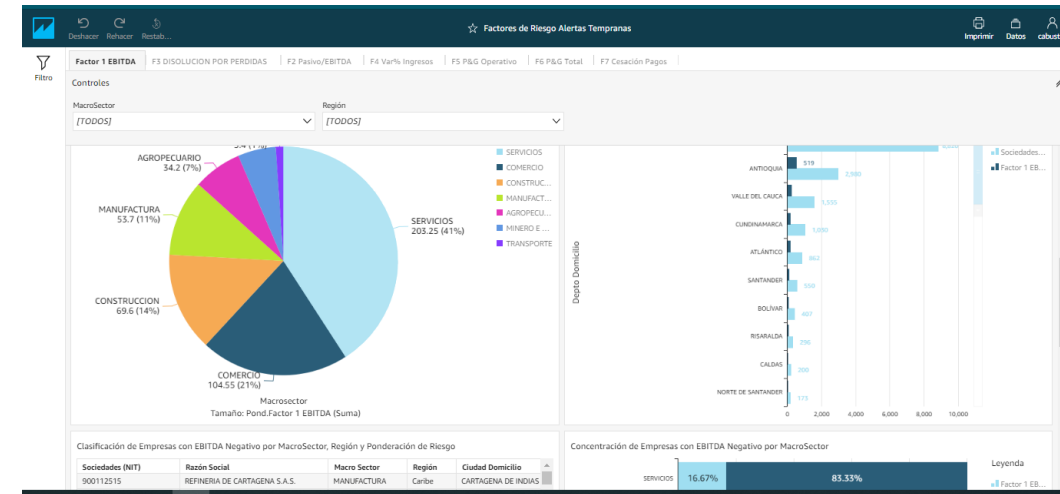 Deshacer Rehacer Restab...
☆ Factores de Riesgo Alertas Tempranas
Imprimir Datos cabust
Filtro
Factor 1 EBITDA F3 DISOLUCION POR PERDIDAS F2 Pasivo/EBITDA F4 Var% Ingresos F5 P&G Operativo F6 P&G Total F7 Cesación Pagos
Controles
MacroSector Región
[TODOS] [TODOS]
AGROPECUARIO
34.2 (7%)
MANUFACTURA
53.7 (11%)
CONSTRUCCION
69.6 (14%)
COMERCIO
104.55 (21%)
SERVICIOS
203.25 (41%)
Macrosector
Tamaño: Pond.Factor 1 EBITDA (Suma)
SERVICIOS
COMERCIO
CONSTRUC...
MANUFACT...
AGROPECU...
MINERO E ...
TRANSPORTE
Depto Domicilio
ANTIOQUIA 519
VALLE DEL CAUCA 1,555
CUNDINAMARCA
ATLÁNTICO 862
SANTANDER 550
BOLÍVAR 407
RISARALDA 296
CALDAS
NORTE DE SANTANDER 173
0 2,000 4,000 6,000 8,000 10,000
Sociedades...
Factor 1 EB...
Clasificación de Empresas con EBITDA Negativo por MacroSector, Región y Ponderación de Riesgo
Sociedades (NIT) Razón Social Macro Sector Región Ciudad Domicilio
900112515 REFINERIA DE CARTAGENA S.A.S. MANUFACTURA Caribe CARTAGENA DE INDIAS
Concentración de Empresas con EBITDA Negativo por MacroSector
SERVICIOS 16.67% 83.33%
Leyenda
Factor 1 EB...